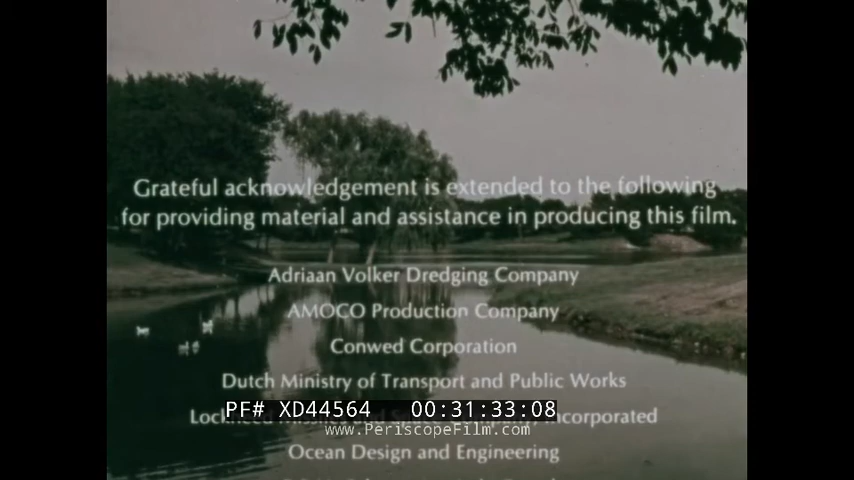 Grateful acknowledgement is extended to the following
for providing material and assistance in producing this film.
Adriaan Volker Dredging Company
AMOCO Production Company
Conwed Corporation
Dutch Ministry of Transport and Public Works
PF# XD44564 00:31:33:08
Incorporated
www.PeriscopeFilm.com
Ocean Design and Engineering